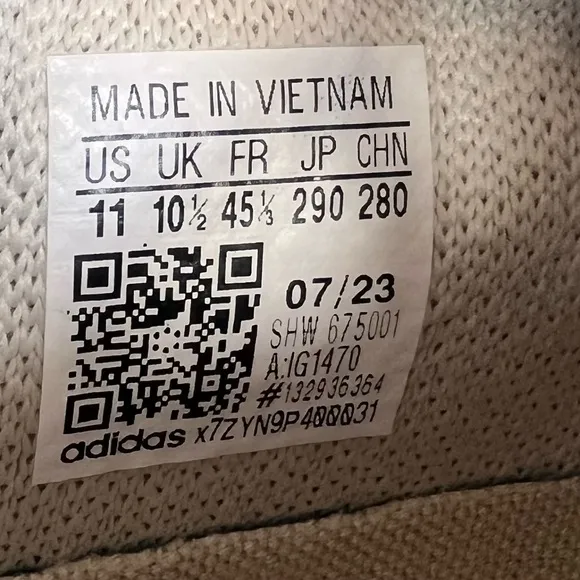 MADE IN VIETNAM
US UK FR JP CHN
11 10½ 45⅓ 290 280
07/23
SHW 675001
A:IG1470
#132936364
adidas X7ZYN9P400031